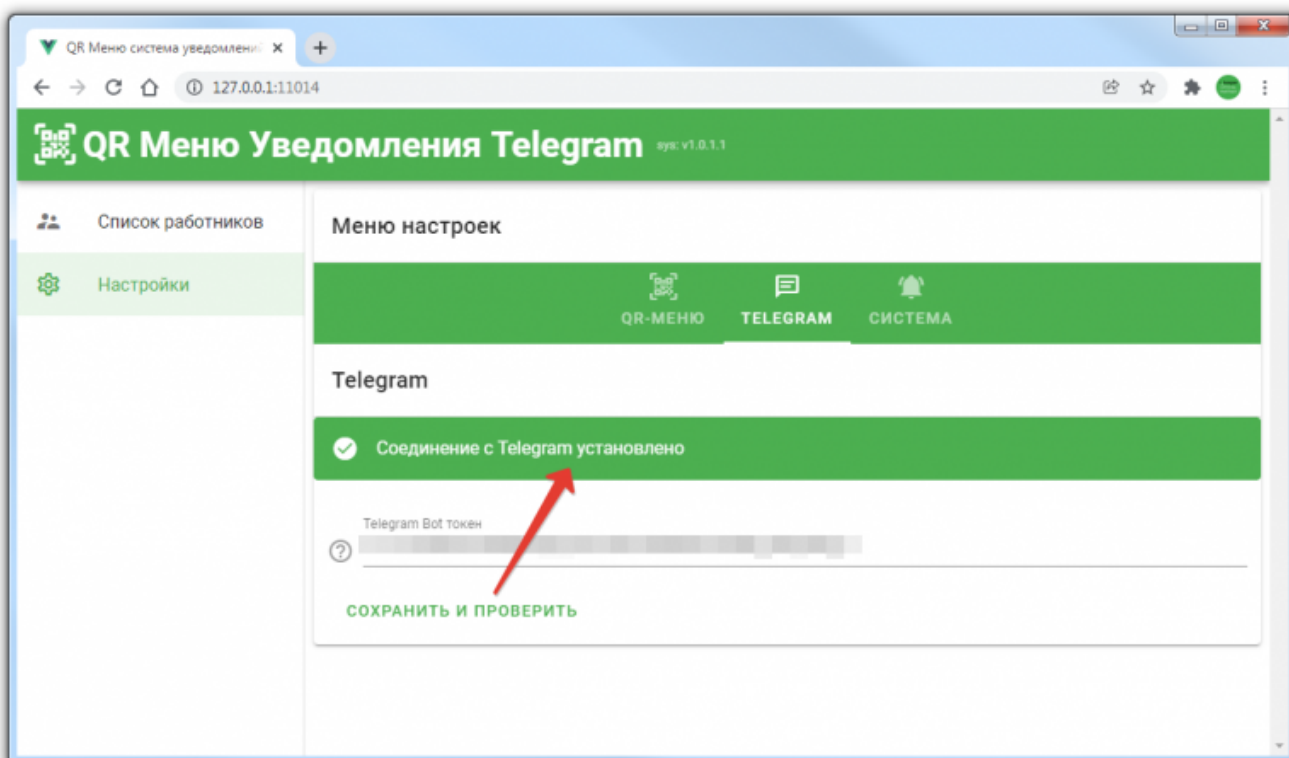 QR Меню система уведомлений
127.0.0.1:11014
QR Меню Уведомления Telegram sys: v1.0.1.1
Список работников
Настройки
Меню настроек
QR-МЕНЮ TELEGRAM СИСТЕМА
Telegram
Соединение с Telegram установлено
Telegram Bot токен
СОХРАНИТЬ И ПРОВЕРИТЬ